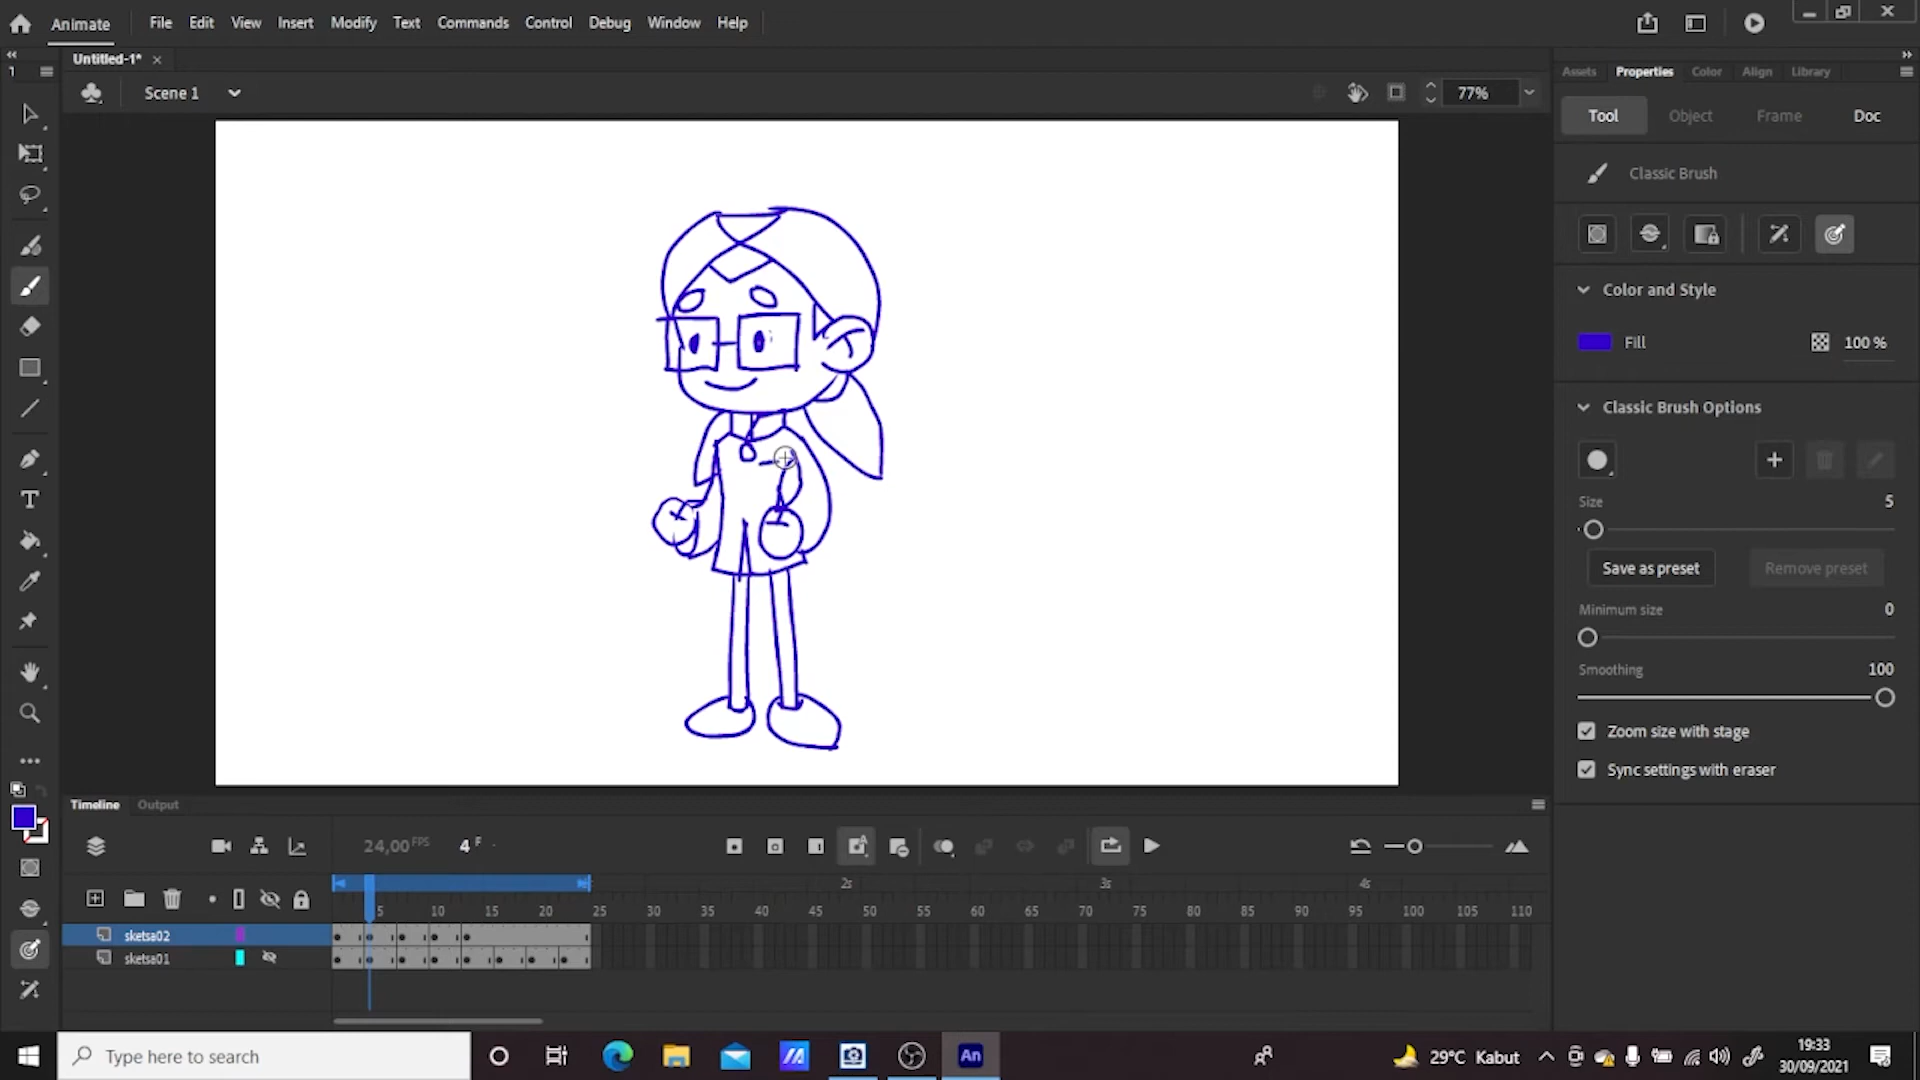 Animate File Edit View Insert Modify Text Commands Control Debug Window Help
Untitled-1* ×
1
Scene 1
77%
Assets Properties Color Align Library
Tool Object Frame Doc
Classic Brush
Color and Style
Fill 100 %
Classic Brush Options
Size 5
Save as preset Remove preset
Minimum size 0
Smoothing 100
Zoom size with stage
Sync settings with eraser
Timeline Output
24,00 FPS 4 F
2s 3s 4s
5 10 15 20 25 30 35 40 45 50 55 60 65 70 75 80 85 90 95 100 105 110
sketsa02
sketsa01
Type here to search
An
29°C Kabut
19:33
30/09/2021